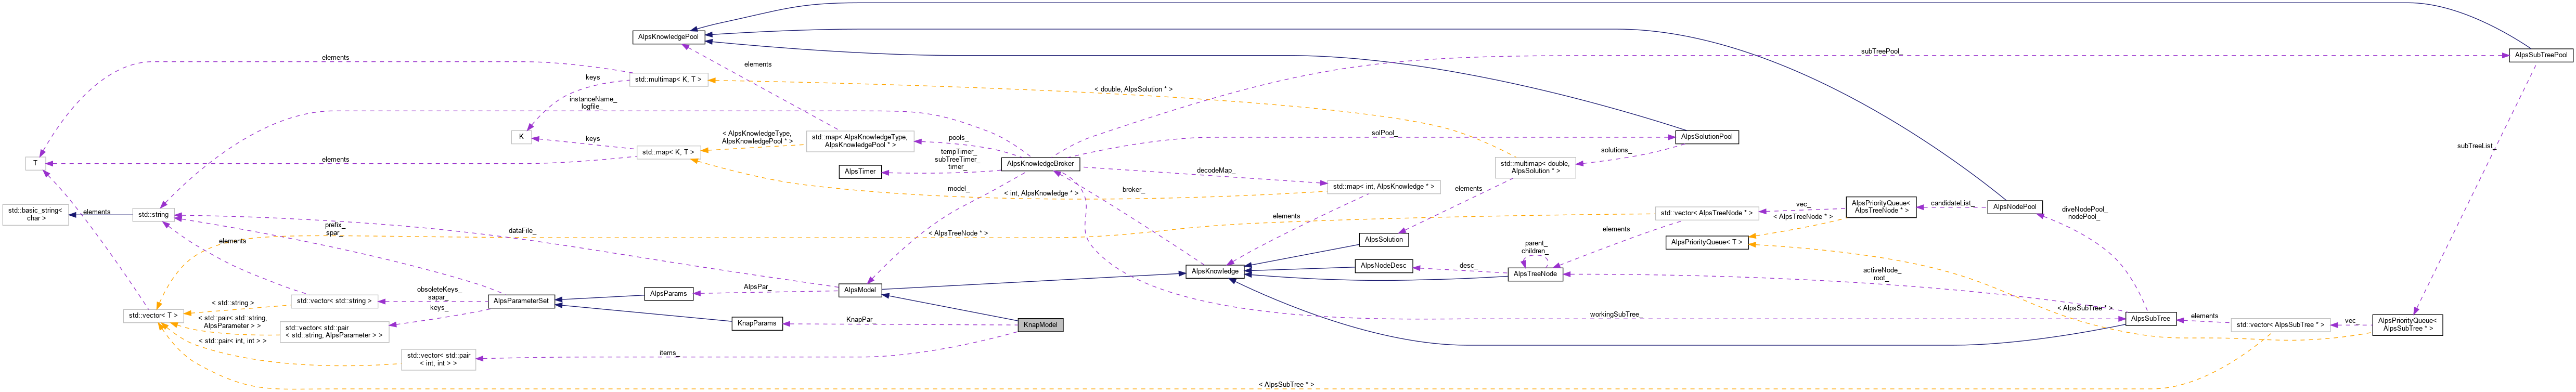 AlpsKnowledgePool
AlpsSubTreePool
subTreePool_
elements
elements
std::multimap< K, T >
keys
< double, AlpsSolution * >
instanceName_
logfile_
K
keys
< AlpsKnowledgeType,
AlpsKnowledgePool * >
std::map< AlpsKnowledgeType,
AlpsKnowledgePool * >
pools_
solPool_
AlpsSolutionPool
solutions_
subTreeList_
T
elements
std::map< K, T >
tempTimer_
subTreeTimer_
timer_
AlpsTimer
AlpsKnowledgeBroker
decodeMap_
std::multimap< double,
AlpsSolution * >
model_
< int, AlpsKnowledge * >
broker_
std::map< int, AlpsKnowledge * >
elements
std::basic_string<
char >
std::string
elements
elements
elements
vec_
std::vector< AlpsTreeNode * >
< AlpsTreeNode * >
AlpsPriorityQueue<
AlpsTreeNode * >
candidateList_
AlpsNodePool
diveNodePool_
nodePool_
prefix_
spar_
dataFile_
< AlpsTreeNode * >
elements
AlpsSolution
AlpsPriorityQueue< T >
parent_
children_
AlpsKnowledge
AlpsNodeDesc
desc_
AlpsTreeNode
activeNode_
root_
obsoleteKeys_
sapar_
keys_
AlpsParameterSet
AlpsParams
AlpsPar_
AlpsModel
< std::string >
std::vector< std::string >
std::vector< T >
< std::pair< std::string,
AlpsParameter > >
std::vector< std::pair
< std::string, AlpsParameter > >
< std::pair< int, int > >
KnapParams
KnapPar_
KnapModel
workingSubTree_
< AlpsSubTree * >
AlpsSubTree
elements
std::vector< AlpsSubTree * >
vec_
AlpsPriorityQueue<
AlpsSubTree * >
items_
std::vector< std::pair
< int, int > >
< AlpsSubTree * >